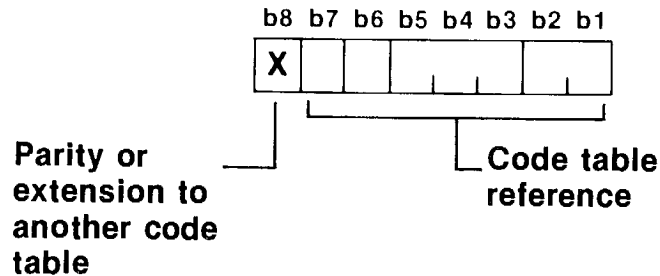 b8 b7 b6 b5 b4 b3 b2 b1
X
Parity or
extension to
another code
table
Code table
reference